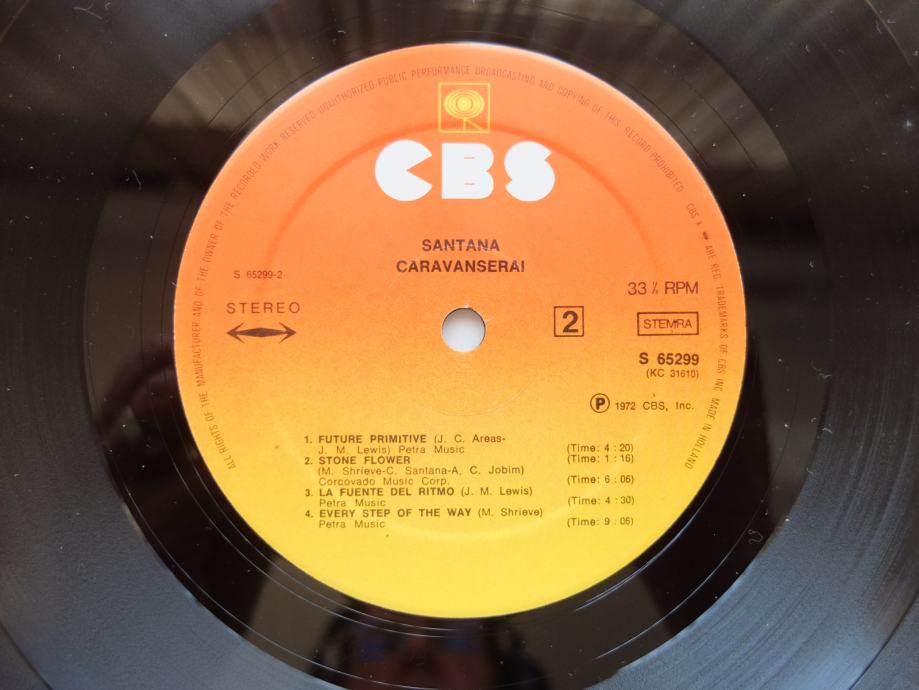 ALL RIGHTS OF THE MANUFACTURER AND OF THE OWNER OF THE RECORDED WORK RESERVED UNAUTHORIZED PUBLIC PERFORMANCE BROADCASTING AND COPYING OF THIS RECORD PROHIBITED CBS ARE REG. TRADEMARKS OF CBS INC. MADE IN HOLLAND
CBS
SANTANA
CARAVANSERAI
S 65299-2
STEREO
33⅓ RPM
2
STEMRA
S 65299
(KC 31610)
Ⓟ 1972 CBS, Inc.
1. FUTURE PRIMITIVE (J. C. Areas-
J. M. Lewis) Petra Music (Time: 4 : 20)
2. STONE FLOWER (Time: 1 : 16)
(M. Shrieve-C. Santana-A, C. Jobim)
Corcovado Music Corp. (Time: 6 : 06)
3. LA FUENTE DEL RITMO (J. M. Lewis)
Petra Music (Time: 4 : 30)
4. EVERY STEP OF THE WAY (M. Shrieve)
Petra Music (Time: 9 : 06)